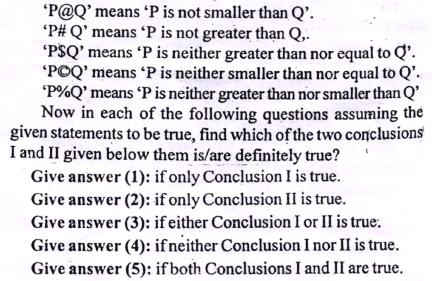 'P@Q' means 'P is not smaller than Q'.
'P# Q' means 'P is not greater than Q,.
'P$Q' means 'P is neither greater than nor equal to Q'.
'P©Q' means 'P is neither smaller than nor equal to Q'.
'P%Q' means 'P is neither greater than nor smaller than Q'
Now in each of the following questions assuming the
given statements to be true, find which of the two conclusions
I and II given below them is/are definitely true?
Give answer (1): if only Conclusion I is true.
Give answer (2): if only Conclusion II is true.
Give answer (3): if either Conclusion I or II is true.
Give answer (4): if neither Conclusion I nor II is true.
Give answer (5): if both Conclusions I and II are true.